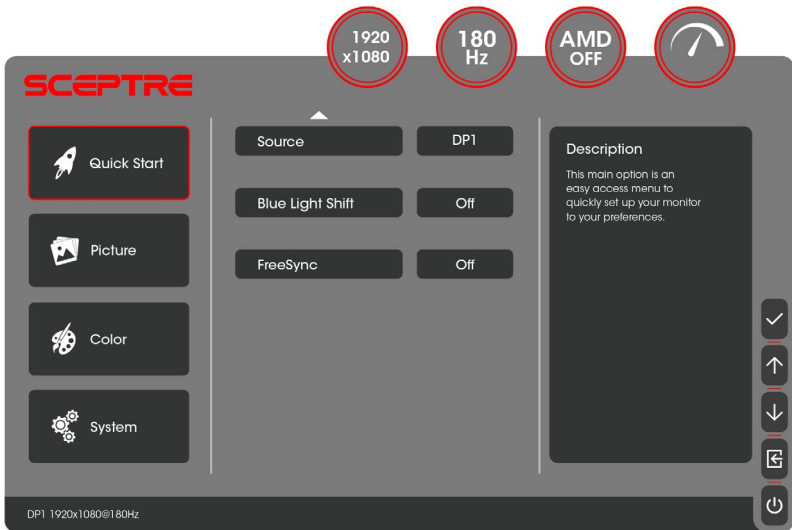 1920
x1080
180
Hz
AMD
OFF
SCEPTRE
Quick Start
Picture
Color
System
Source
DP1
Blue Light Shift
Off
FreeSync
Off
Description
This main option is an
easy access menu to
quickly set up your monitor
to your preferences.
DP1 1920x1080@180Hz